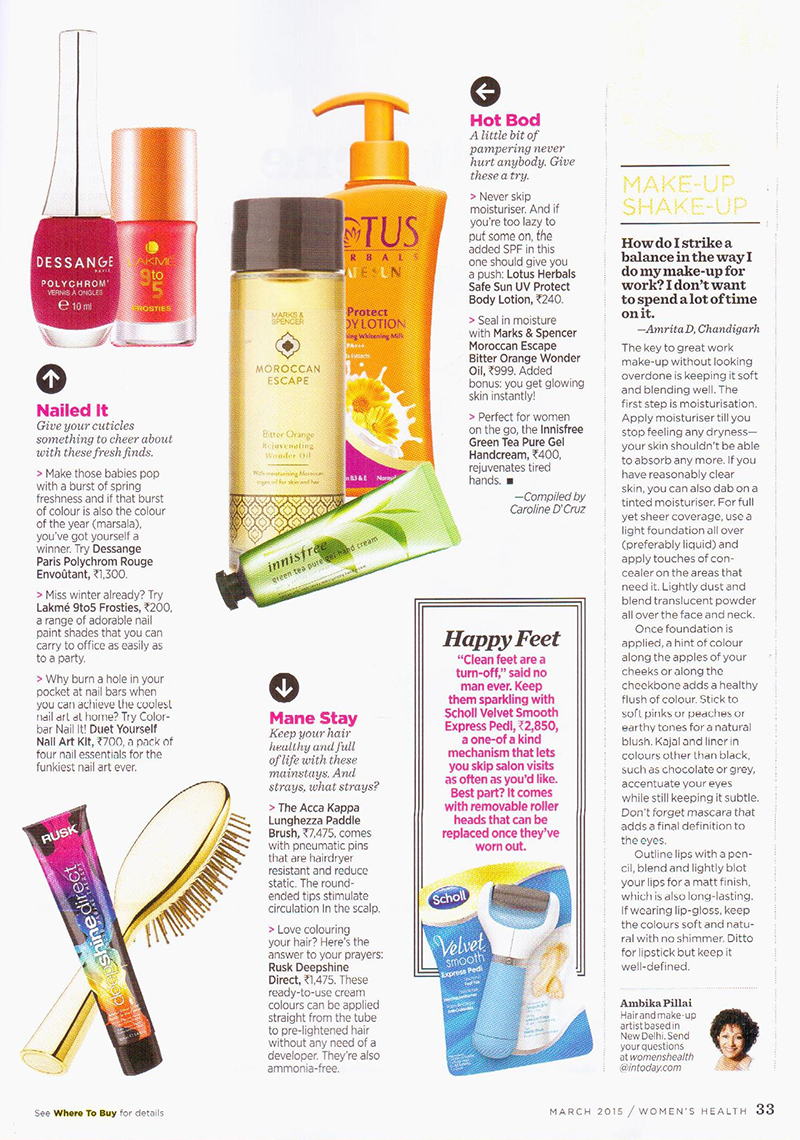 DESSANGE
PARIS
POLYCHROM'
VERNIS À ONGLES
e 10 ml
LAKMÉ
9to5
FROSTIES
Nailed It
Give your cuticles
something to cheer about
with these fresh finds.
> Make those babies pop
with a burst of spring
freshness and if that burst
of colour is also the colour
of the year (marsala),
you've got yourself a
winner. Try Dessange
Paris Polychrom Rouge
Envoûtant, ₹1,300.
> Miss winter already? Try
Lakmé 9to5 Frosties, ₹200,
a range of adorable nail
paint shades that you can
carry to office as easily as
to a party.
> Why burn a hole in your
pocket at nail bars when
you can achieve the coolest
nail art at home? Try Color-
bar Nail It! Duet Yourself
Nail Art Kit, ₹700, a pack of
four nail essentials for the
funkiest nail art ever.
RUSK
deepshinedirect
MARKS &
SPENCER
MOROCCAN
ESCAPE
Bitter Orange
Rejuvenating
Wonder Oil
With moisturising Moroccan
argan oil for skin and hair
LOTUS
HERBALS
SAFE SUN
Protect
BODY LOTION
Whitening Milk
B3 & E
innisfree
green tea pure gel hand cream
Hot Bod
A little bit of
pampering never
hurt anybody. Give
these a try.
> Never skip
moisturiser. And if
you're too lazy to
put some on, the
added SPF in this
one should give you
a push: Lotus Herbals
Safe Sun UV Protect
Body Lotion, ₹240.
> Seal in moisture
with Marks & Spencer
Moroccan Escape
Bitter Orange Wonder
Oil, ₹999. Added
bonus: you get glowing
skin instantly!
> Perfect for women
on the go, the Innisfree
Green Tea Pure Gel
Handcream, ₹400,
rejuvenates tired
hands. ■
—Compiled by
Caroline D'Cruz
Mane Stay
Keep your hair
healthy and full
of life with these
mainstays. And
strays, what strays?
> The Acca Kappa
Lunghezza Paddle
Brush, ₹7,475, comes
with pneumatic pins
that are hairdryer
resistant and reduce
static. The round-
ended tips stimulate
circulation In the scalp.
> Love colouring
your hair? Here's the
answer to your prayers:
Rusk Deepshine
Direct, ₹1,475. These
ready-to-use cream
colours can be applied
straight from the tube
to pre-lightened hair
without any need of a
developer. They're also
ammonia-free.
Happy Feet
"Clean feet are a
turn-off," said no
man ever. Keep
them sparkling with
Scholl Velvet Smooth
Express Pedi, ₹2,850,
a one-of a kind
mechanism that lets
you skip salon visits
as often as you'd like.
Best part? It comes
with removable roller
heads that can be
replaced once they've
worn out.
Scholl
Velvet
smooth
Express Pedi
MAKE-UP
SHAKE-UP
How do I strike a
balance in the way I
do my make-up for
work? I don't want
to spend a lot of time
on it.
—Amrita D, Chandigarh
The key to great work
make-up without looking
overdone is keeping it soft
and blending well. The
first step is moisturisation.
Apply moisturiser till you
stop feeling any dryness—
your skin shouldn't be able
to absorb any more. If you
have reasonably clear
skin, you can also dab on a
tinted moisturiser. For full
yet sheer coverage, use a
light foundation all over
(preferably liquid) and
apply touches of con-
cealer on the areas that
need it. Lightly dust and
blend translucent powder
all over the face and neck.
Once foundation is
applied, a hint of colour
along the apples of your
cheeks or along the
cheekbone adds a healthy
flush of colour. Stick to
soft pinks or peaches or
earthy tones for a natural
blush. Kajal and liner in
colours other than black,
such as chocolate or grey,
accentuate your eyes
while still keeping it subtle.
Don't forget mascara that
adds a final definition to
the eyes.
Outline lips with a pen-
cil, blend and lightly blot
your lips for a matt finish,
which is also long-lasting.
If wearing lip-gloss, keep
the colours soft and natu-
ral with no shimmer. Ditto
for lipstick but keep it
well-defined.
Ambika Pillai
Hair and make-up
artist based in
New Delhi. Send
your questions
at womenshealth
@intoday.com
See Where To Buy for details
MARCH 2015 / WOMEN'S HEALTH 33